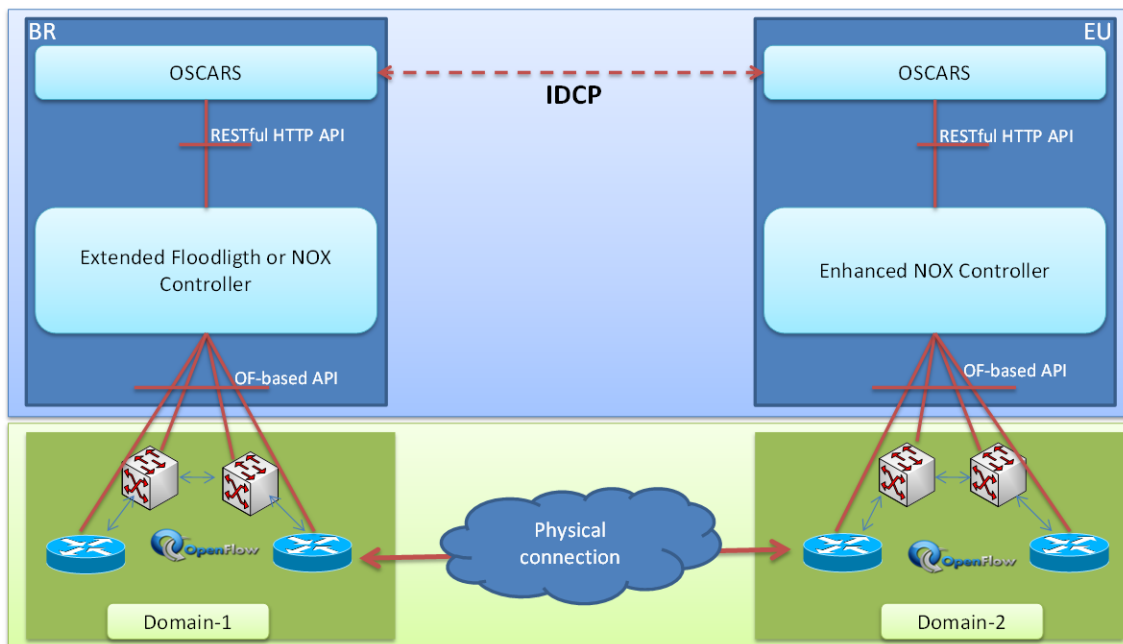 BR
EU
OSCARS
OSCARS
IDCP
RESTful HTTP API
RESTful HTTP API
Extended Floodligth or NOX
Controller
Enhanced NOX Controller
OF-based API
OF-based API
Physical
connection
OpenFlow
OpenFlow
Domain-1
Domain-2